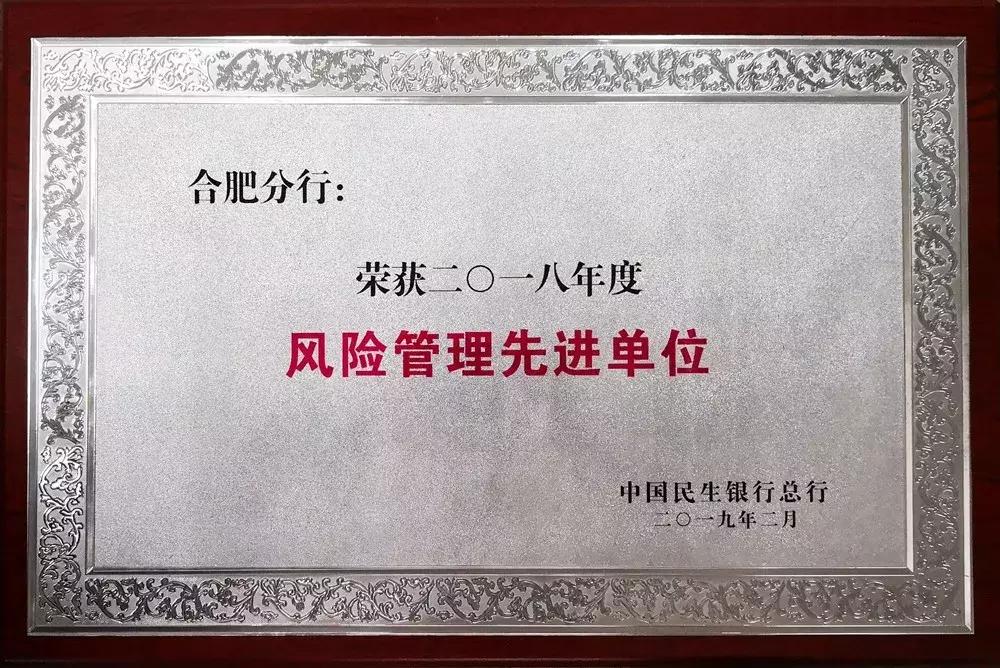 合肥分行：
荣获二〇一八年度
风险管理先进单位
中国民生银行总行
二〇一九年二月